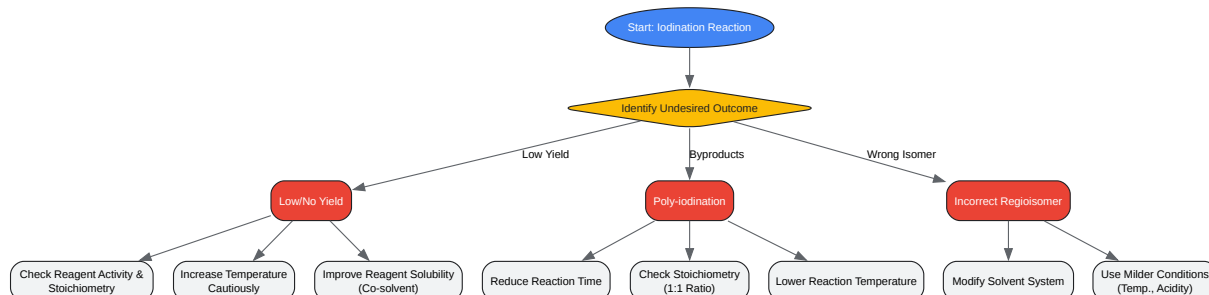 Start: Iodination Reaction
Identify Undesired Outcome
Low Yield
Byproducts
Wrong Isomer
Low/No Yield
Poly-iodination
Incorrect Regioisomer
Check Reagent Activity &
Stoichiometry
Increase Temperature
Cautiously
Improve Reagent Solubility
(Co-solvent)
Reduce Reaction Time
Check Stoichiometry
(1:1 Ratio)
Lower Reaction Temperature
Modify Solvent System
Use Milder Conditions
(Temp., Acidity)